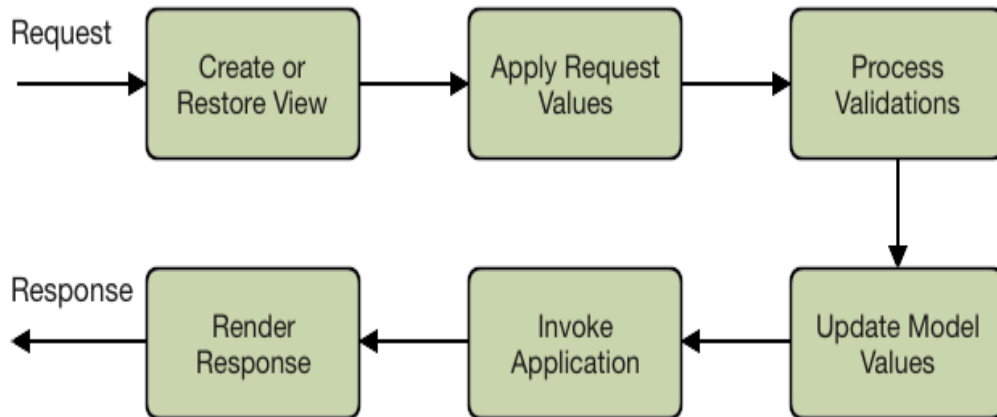 Request
Create or
Restore View
Apply Request
Values
Process
Validations
Response
Render
Response
Invoke
Application
Update Model
Values